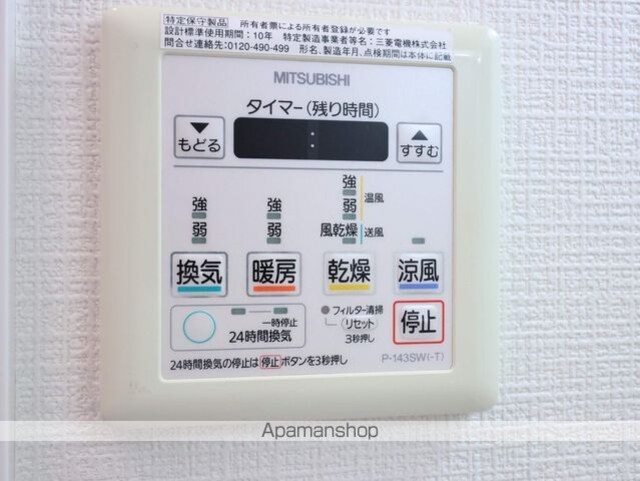 特定保守製品 所有者票による所有者登録が必要です
設計標準使用期間：10年 特定製造事業者等名：三菱電機株式会社
問合せ連絡先：0120-490-499 形名、製造年月、点検期間は本体に記載
MITSUBISHI
タイマー(残り時間)
▼
もどる
:
▲
すすむ
強
弱
強
弱
強
弱
温風
風乾燥
送風
換気
暖房
乾燥
涼風
一時停止
24時間換気
フィルター清掃
リセット
3秒押し
停止
24時間換気の停止は停止ボタンを3秒押し
P-143SW(-T)
Apamanshop